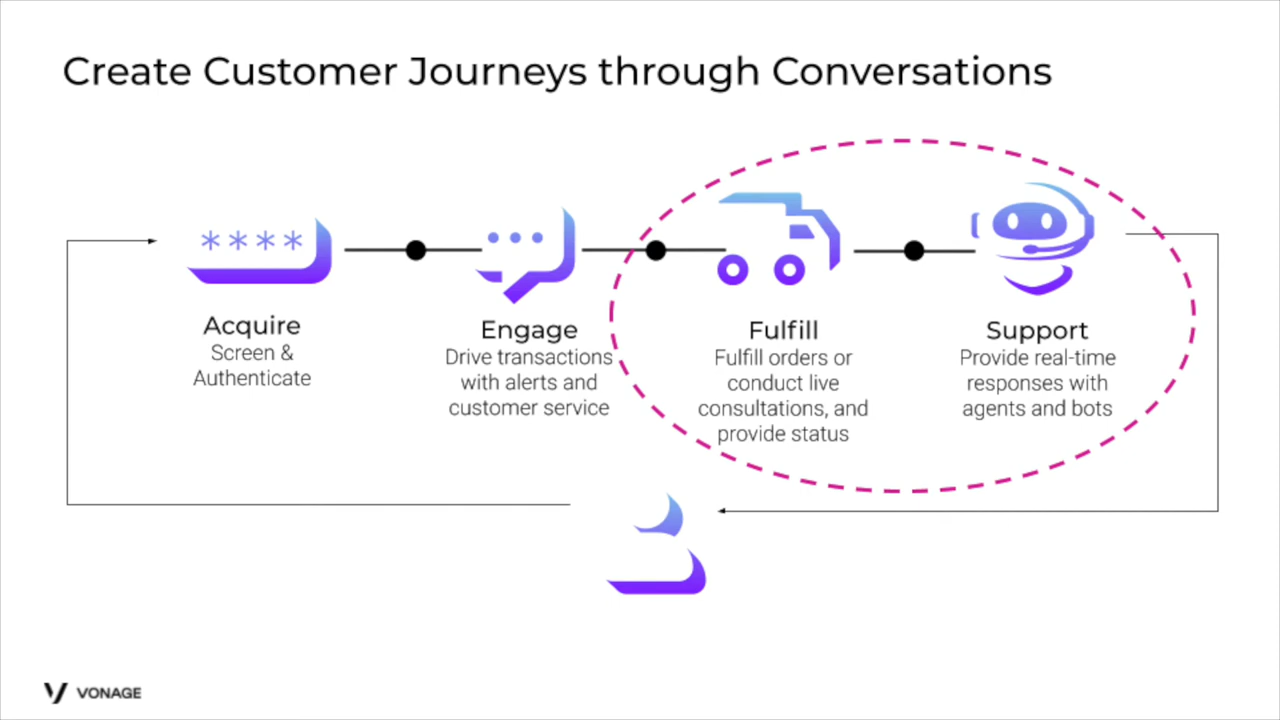 Create Customer Journeys through Conversations
****
Acquire
Screen &
Authenticate
Engage
Drive transactions
with alerts and
customer service
Fulfill
Fulfill orders or
conduct live
consultations, and
provide status
Support
Provide real-time
responses with
agents and bots
VONAGE